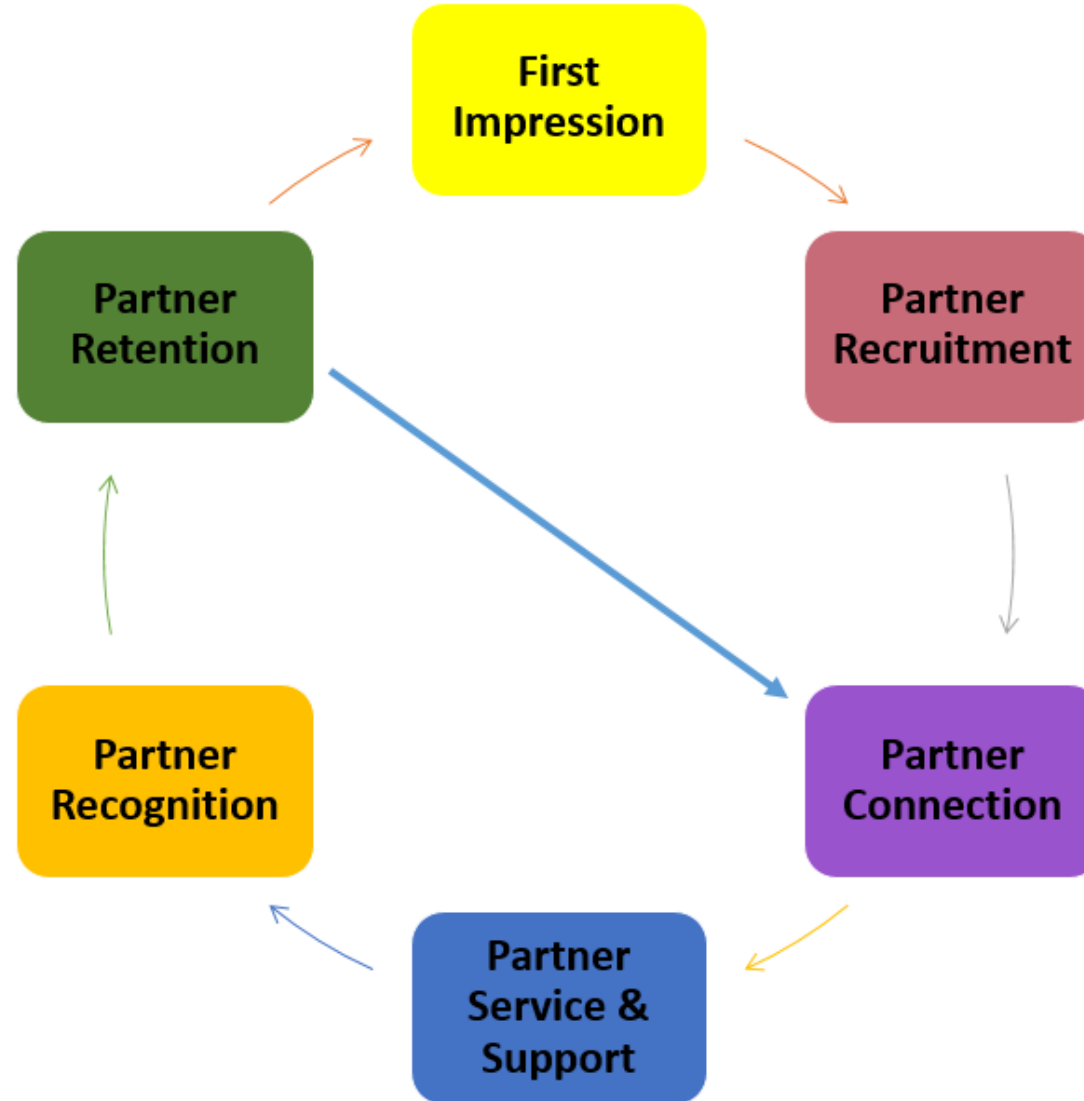 First
Impression
Partner
Recruitment
Partner
Connection
Partner
Service &
Support
Partner
Recognition
Partner
Retention